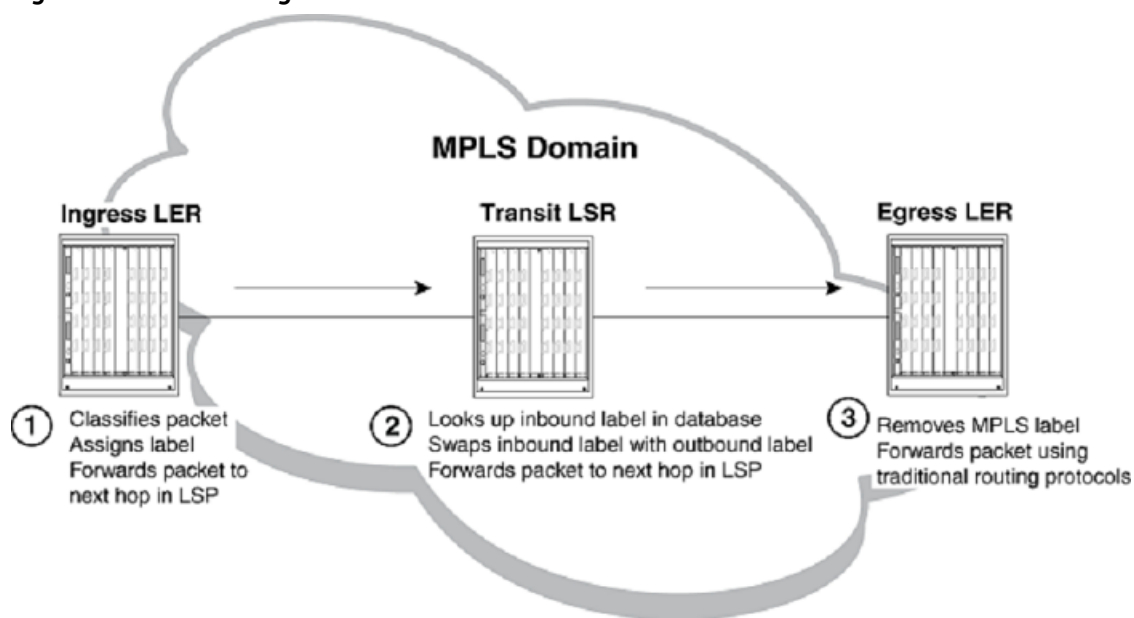 MPLS Domain
Ingress LER
Transit LSR
Egress LER
1
Classifies packet
Assigns label
Forwards packet to
next hop in LSP
2
Looks up inbound label in database
Swaps inbound label with outbound label
Forwards packet to next hop in LSP
3
Removes MPLS label
Forwards packet using
traditional routing protocols